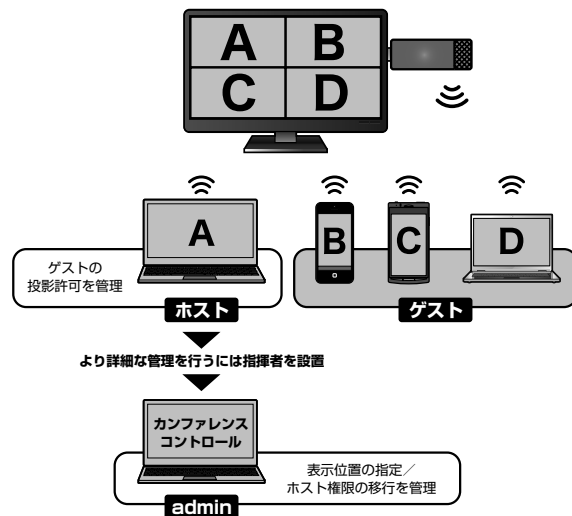 A B
C D
A
B
C
D
ゲストの
投影許可を管理
ホスト
ゲスト
より詳細な管理を行うには指揮者を設置
カンファレンス
コントロール
表示位置の指定／
ホスト権限の移行を管理
admin